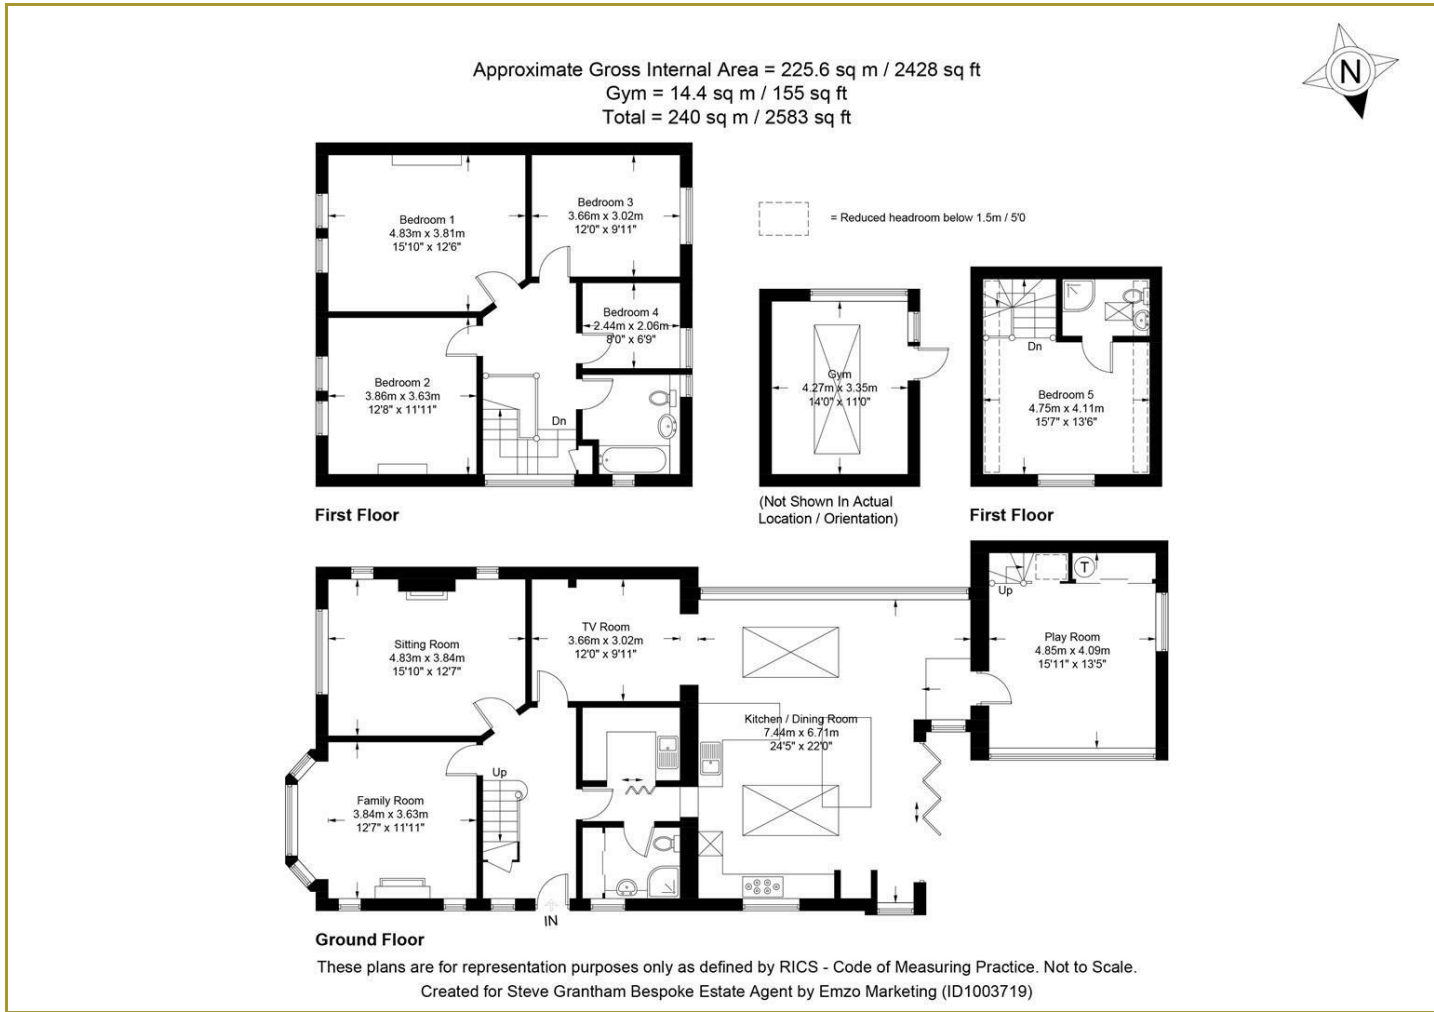 Approximate Gross Internal Area = 225.6 sq m / 2428 sq ft
Gym = 14.4 sq m / 155 sq ft
Total = 240 sq m / 2583 sq ft
N
Bedroom 1
4.83m x 3.81m
15'10" x 12'6"
Bedroom 3
3.66m x 3.02m
12'0" x 9'11"
Bedroom 4
2.44m x 2.06m
8'0" x 6'9"
Bedroom 2
3.86m x 3.63m
12'8" x 11'11"
Dn
First Floor
= Reduced headroom below 1.5m / 5'0
Gym
4.27m x 3.35m
14'0" x 11'0"
(Not Shown In Actual
Location / Orientation)
Dn
Bedroom 5
4.75m x 4.11m
15'7" x 13'6"
First Floor
Sitting Room
4.83m x 3.84m
15'10" x 12'7"
TV Room
3.66m x 3.02m
12'0" x 9'11"
Kitchen / Dining Room
7.44m x 6.71m
24'5" x 22'0"
Up
T
Play Room
4.85m x 4.09m
15'11" x 13'5"
Family Room
3.84m x 3.63m
12'7" x 11'11"
Up
IN
Ground Floor
These plans are for representation purposes only as defined by RICS - Code of Measuring Practice. Not to Scale.
Created for Steve Grantham Bespoke Estate Agent by Emzo Marketing (ID1003719)